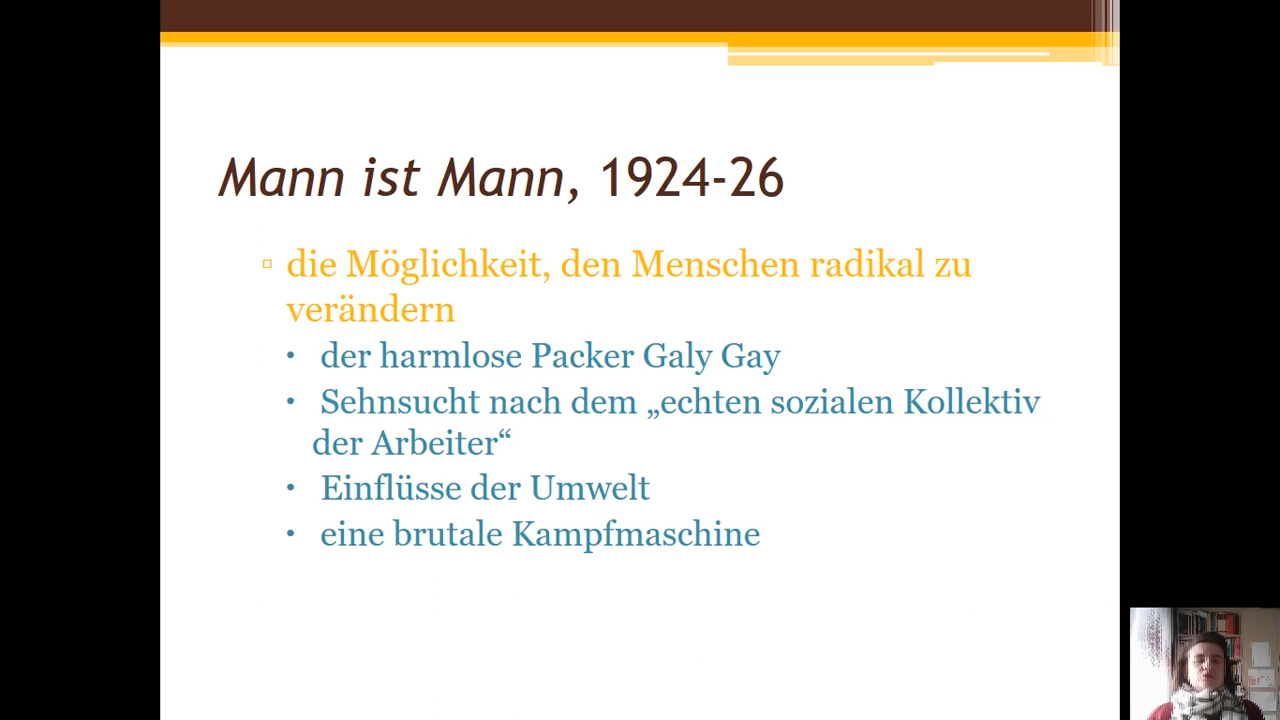 Mann ist Mann, 1924-26
die Möglichkeit, den Menschen radikal zu
verändern
• der harmlose Packer Galy Gay
• Sehnsucht nach dem „echten sozialen Kollektiv
der Arbeiter“
• Einflüsse der Umwelt
• eine brutale Kampfmaschine